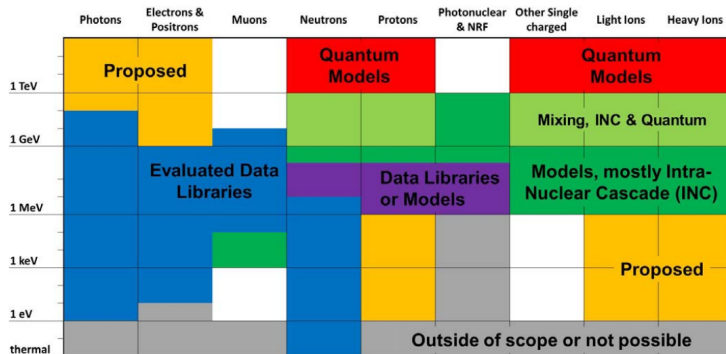 Photons
Electrons &
Positrons
Muons
Neutrons
Protons
Photonuclear
& NRF
Other Single
charged
Light Ions
Heavy Ions
Proposed
Quantum
Models
Quantum
Models
1 TeV
Mixing, INC & Quantum
1 GeV
Evaluated Data
Libraries
Data Libraries
or Models
Models, mostly Intra-
Nuclear Cascade (INC)
1 MeV
1 keV
Proposed
1 eV
Outside of scope or not possible
thermal